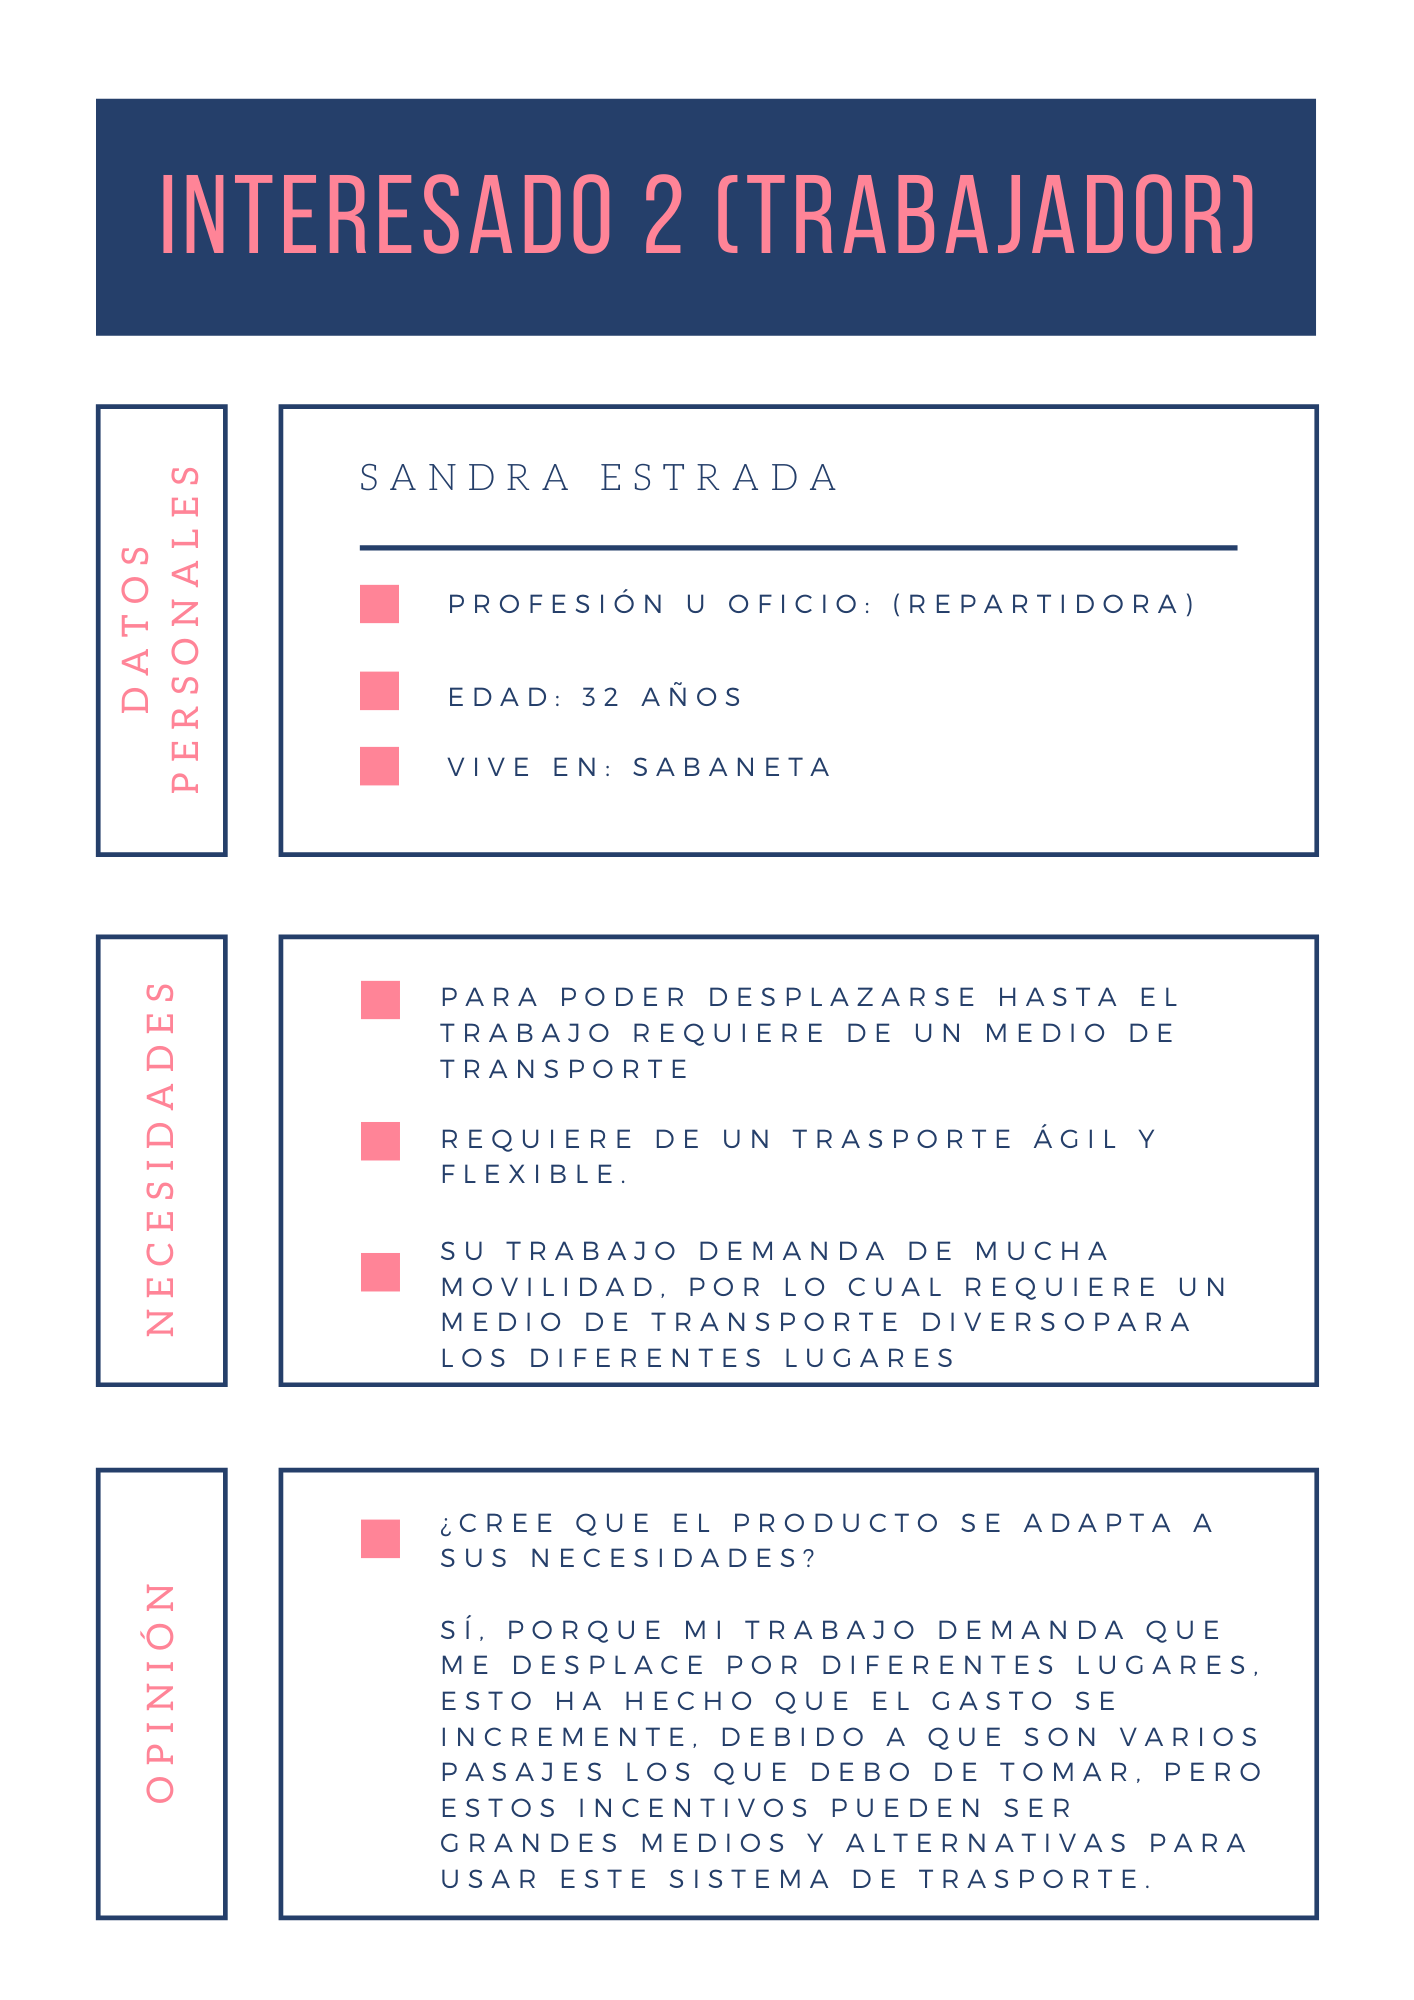 INTERESADO 2 (TRABAJADOR)
DATOS
PERSONALES
SANDRA ESTRADA
PROFESIÓN U OFICIO: (REPARTIDORA)
EDAD: 32 AÑOS
VIVE EN: SABANETA
NECESIDADES
PARA PODER DESPLAZARSE HASTA EL
TRABAJO REQUIERE DE UN MEDIO DE
TRANSPORTE
REQUIERE DE UN TRASPORTE ÁGIL Y
FLEXIBLE.
SU TRABAJO DEMANDA DE MUCHA
MOVILIDAD, POR LO CUAL REQUIERE UN
MEDIO DE TRANSPORTE DIVERSOPARA
LOS DIFERENTES LUGARES
OPINIÓN
¿CREE QUE EL PRODUCTO SE ADAPTA A
SUS NECESIDADES?
SÍ, PORQUE MI TRABAJO DEMANDA QUE
ME DESPLACE POR DIFERENTES LUGARES,
ESTO HA HECHO QUE EL GASTO SE
INCREMENTE, DEBIDO A QUE SON VARIOS
PASAJES LOS QUE DEBO DE TOMAR, PERO
ESTOS INCENTIVOS PUEDEN SER
GRANDES MEDIOS Y ALTERNATIVAS PARA
USAR ESTE SISTEMA DE TRASPORTE.